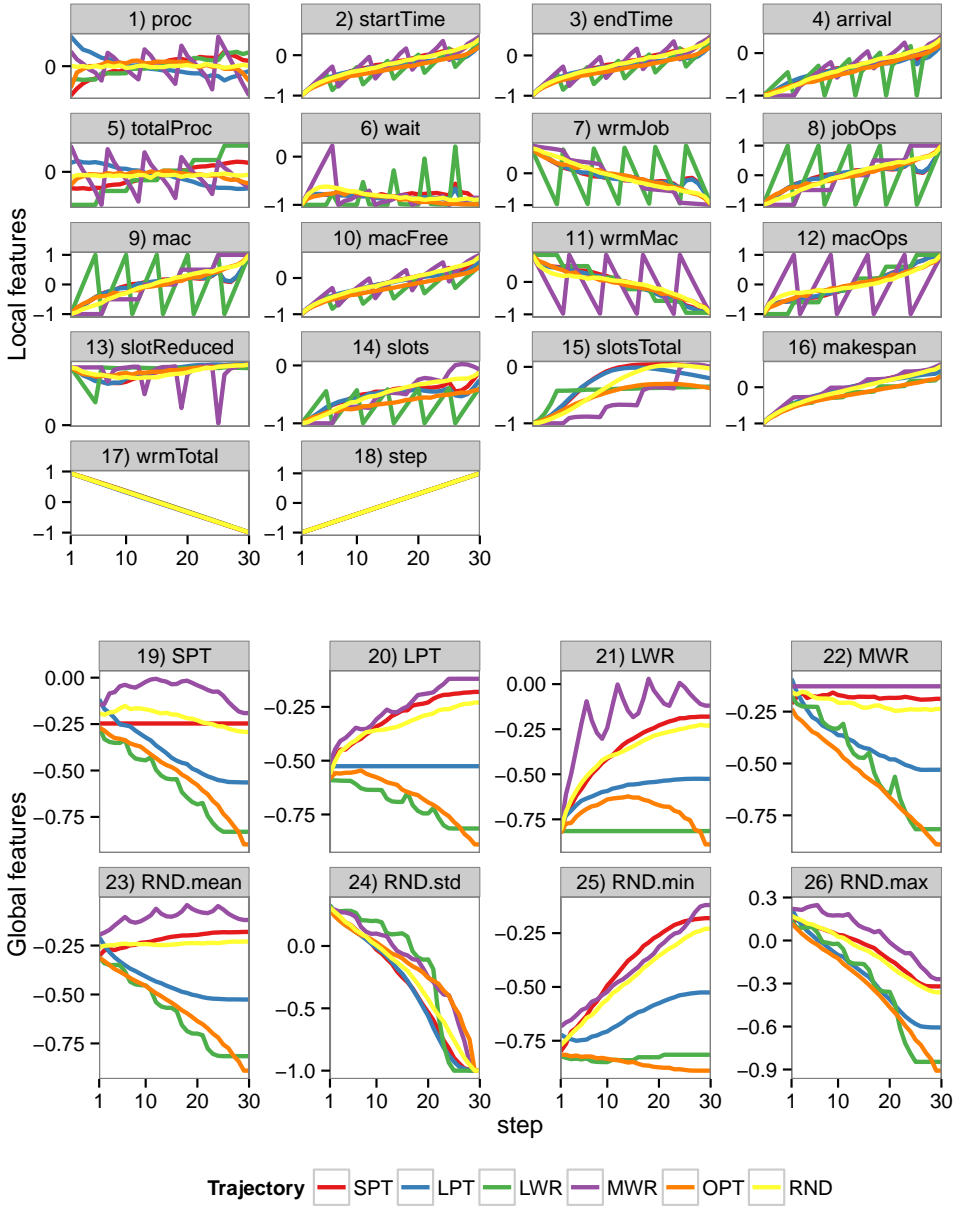 1) proc 2) startTime 3) endTime 4) arrival
0 0 −1 0 −1 0 −1
5) totalProc 6) wait 7) wrmJob 8) jobOps
0 0 −1 0 −1 1 0 −1
9) mac 10) macFree 11) wrmMac 12) macOps
1 0 −1 0 −1 0 −1 1 0 −1
13) slotReduced 14) slots 15) slotsTotal 16) makespan
0 0 −1 0 −1 0 −1
17) wrmTotal 18) step
1 0 −1 1 0 −1
1 10 20 30 1 10 20 30
Local features
19) SPT 20) LPT 21) LWR 22) MWR
0.00 −0.25 −0.50 −0.75
−0.25 −0.50 −0.75
0.00 −0.25 −0.50 −0.75
−0.25 −0.50 −0.75
23) RND.mean 24) RND.std 25) RND.min 26) RND.max
−0.25 −0.50 −0.75
0.0 −0.5 −1.0
−0.25 −0.50 −0.75
0.3 0.0 −0.3 −0.6 −0.9
1 10 20 30 1 10 20 30 1 10 20 30 1 10 20 30
Global features
step
Trajectory SPT LPT LWR MWR OPT RND